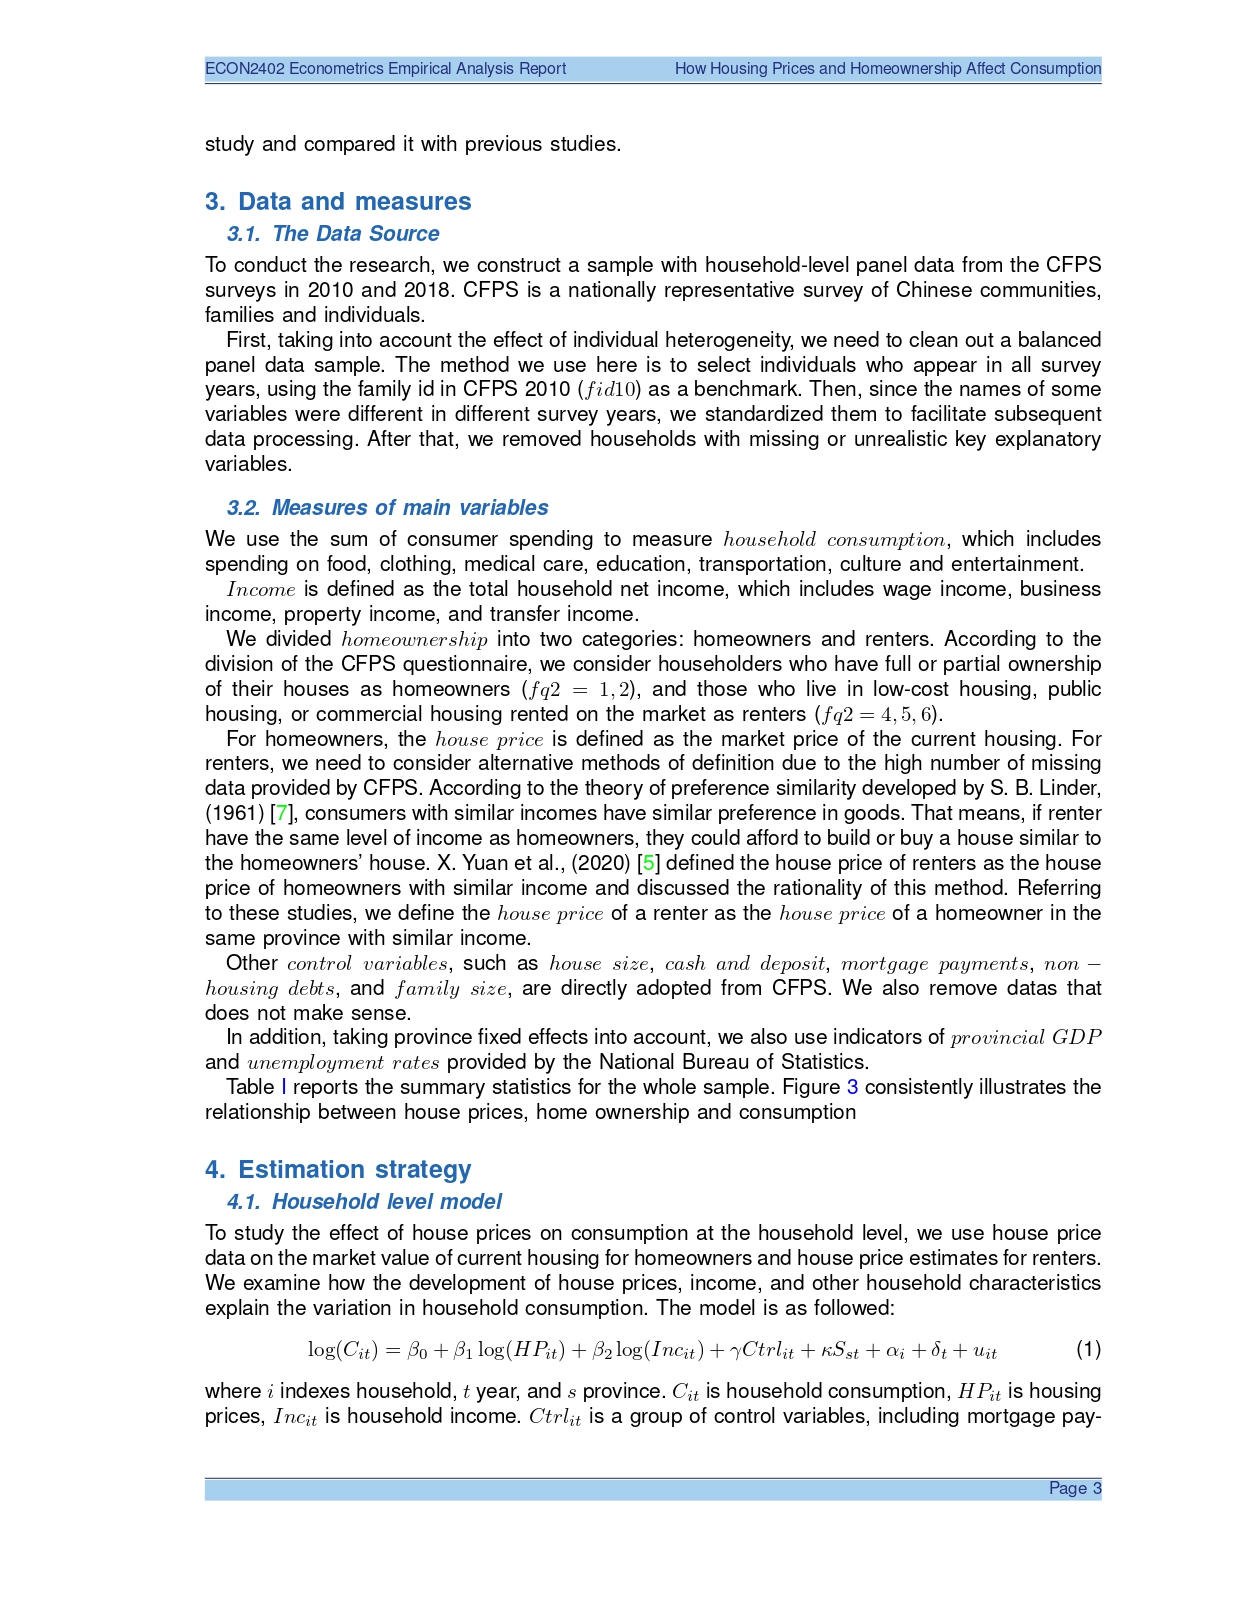 ECON2402 Econometrics Empirical Analysis Report How Housing Prices and Homeownership Affect Consumption
study and compared it with previous studies.
3. Data and measures
3.1. The Data Source
To conduct the research, we construct a sample with household-level panel data from the CFPS
surveys in 2010 and 2018. CFPS is a nationally representative survey of Chinese communities,
families and individuals.
First, taking into account the effect of individual heterogeneity, we need to clean out a balanced
panel data sample. The method we use here is to select individuals who appear in all survey
years, using the family id in CFPS 2010 (fid10) as a benchmark. Then, since the names of some
variables were different in different survey years, we standardized them to facilitate subsequent
data processing. After that, we removed households with missing or unrealistic key explanatory
variables.
3.2. Measures of main variables
We use the sum of consumer spending to measure household consumption, which includes
spending on food, clothing, medical care, education, transportation, culture and entertainment.
Income is defined as the total household net income, which includes wage income, business
income, property income, and transfer income.
We divided homeownership into two categories: homeowners and renters. According to the
division of the CFPS questionnaire, we consider householders who have full or partial ownership
of their houses as homeowners (fq2 = 1, 2), and those who live in low-cost housing, public
housing, or commercial housing rented on the market as renters (fq2 = 4, 5, 6).
For homeowners, the house price is defined as the market price of the current housing. For
renters, we need to consider alternative methods of definition due to the high number of missing
data provided by CFPS. According to the theory of preference similarity developed by S. B. Linder,
(1961) [7], consumers with similar incomes have similar preference in goods. That means, if renter
have the same level of income as homeowners, they could afford to build or buy a house similar to
the homeowners' house. X. Yuan et al., (2020) [5] defined the house price of renters as the house
price of homeowners with similar income and discussed the rationality of this method. Referring
to these studies, we define the house price of a renter as the house price of a homeowner in the
same province with similar income.
Other control variables, such as house size, cash and deposit, mortgage payments, non −
housing debts, and family size, are directly adopted from CFPS. We also remove datas that
does not make sense.
In addition, taking province fixed effects into account, we also use indicators of provincial GDP
and unemployment rates provided by the National Bureau of Statistics.
Table I reports the summary statistics for the whole sample. Figure 3 consistently illustrates the
relationship between house prices, home ownership and consumption
4. Estimation strategy
4.1. Household level model
To study the effect of house prices on consumption at the household level, we use house price
data on the market value of current housing for homeowners and house price estimates for renters.
We examine how the development of house prices, income, and other household characteristics
explain the variation in household consumption. The model is as followed:
log(C_{it}) = β_0 + β_1 log(HP_{it}) + β_2 log(Inc_{it}) + γCtrl_{it} + κS_{st} + α_i + δ_t + u_{it} (1)
where i indexes household, t year, and s province. C_{it} is household consumption, HP_{it} is housing
prices, Inc_{it} is household income. Ctrl_{it} is a group of control variables, including mortgage pay-
Page 3